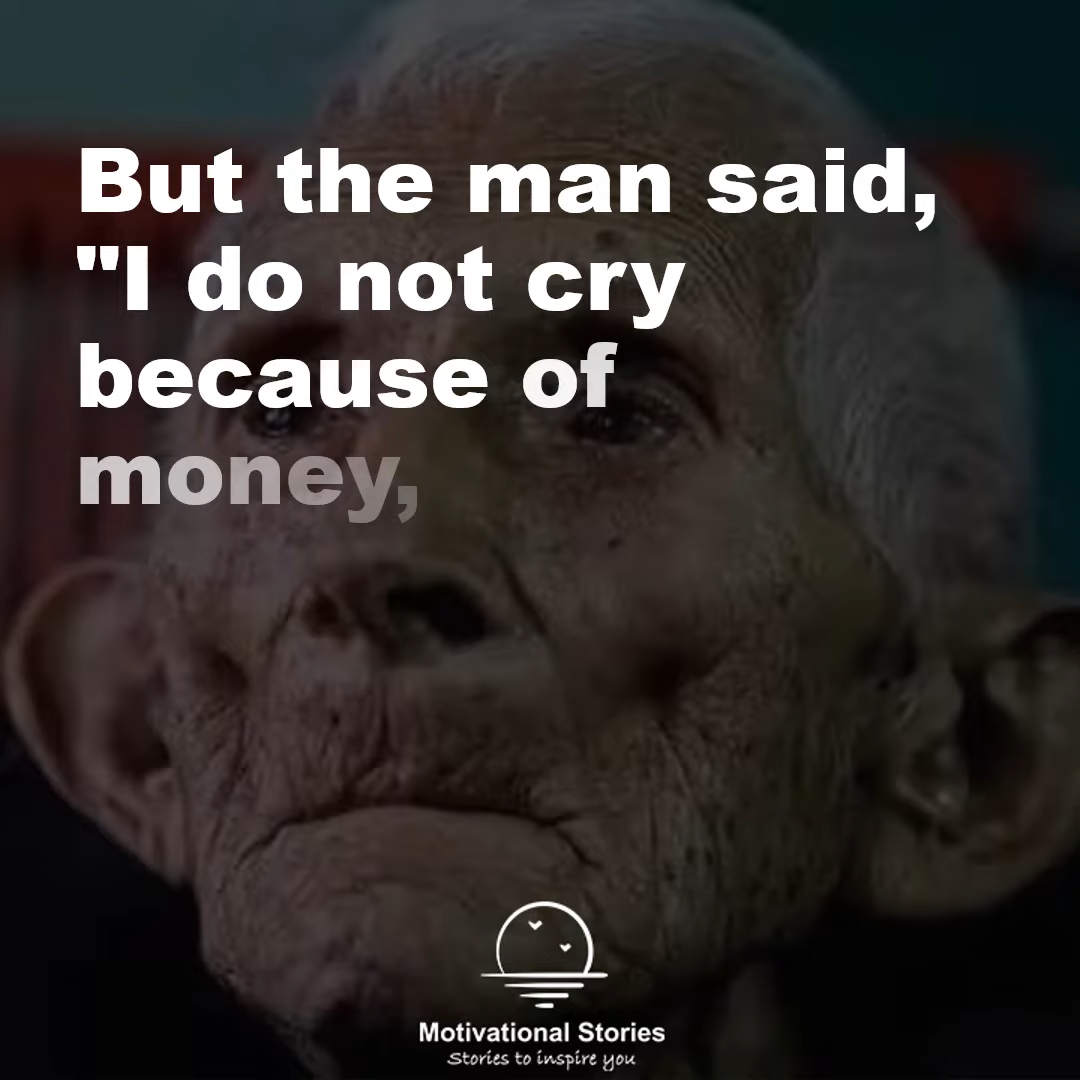 But the man said,
"I do not cry
because of
money,
Motivational Stories
Stories to inspire you